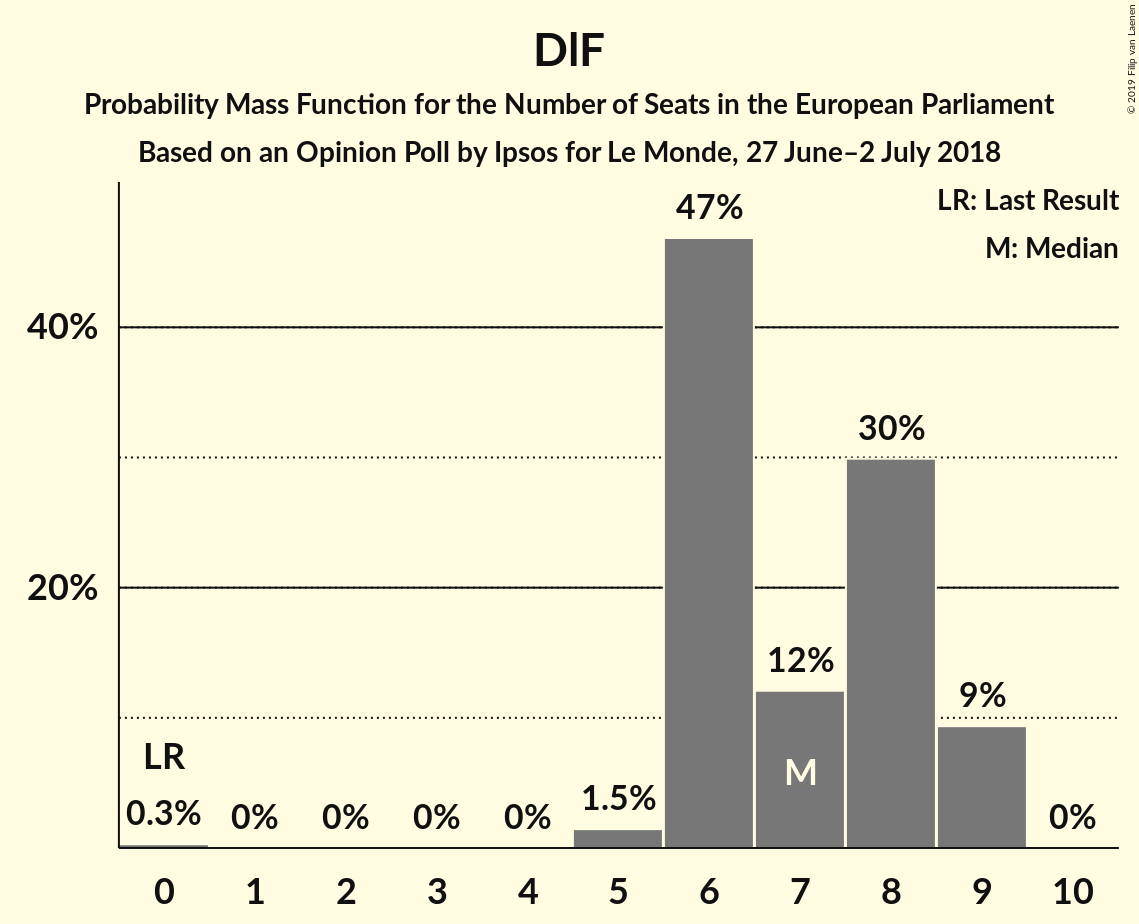 DlF
Probability Mass Function for the Number of Seats in the European Parliament
Based on an Opinion Poll by Ipsos for Le Monde, 27 June–2 July 2018
© 2019 Filip van Laenen
LR: Last Result
M: Median
40%
20%
LR
0.3%
0%
0%
0%
0%
1.5%
47%
12%
M
30%
9%
0%
0 1 2 3 4 5 6 7 8 9 10